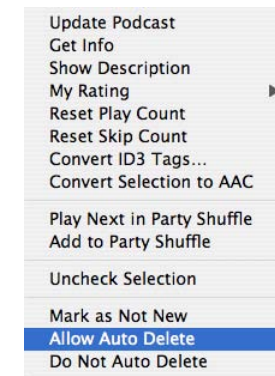 Update Podcast
Get Info
Show Description
My Rating
Reset Play Count
Reset Skip Count
Convert ID3 Tags...
Convert Selection to AAC
Play Next in Party Shuffle
Add to Party Shuffle
Uncheck Selection
Mark as Not New
Allow Auto Delete
Do Not Auto Delete